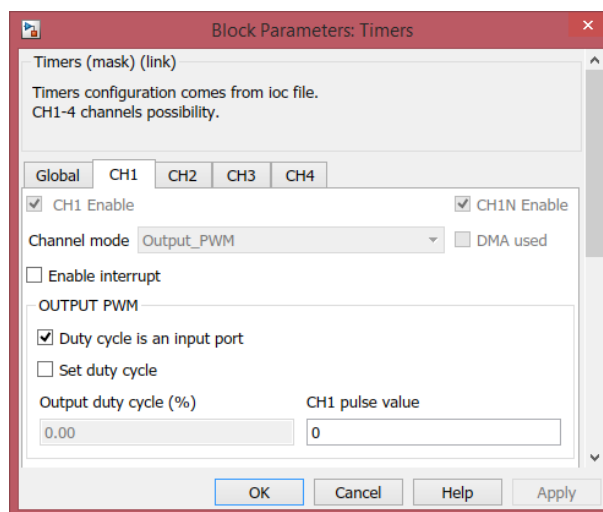 Block Parameters: Timers
Timers (mask) (link)
Timers configuration comes from ioc file.
CH1-4 channels possibility.
Global CH1 CH2 CH3 CH4
CH1 Enable CH1N Enable
Channel mode Output_PWM DMA used
Enable interrupt
OUTPUT PWM
Duty cycle is an input port
Set duty cycle
Output duty cycle (%) CH1 pulse value
0.00 0
OK Cancel Help Apply